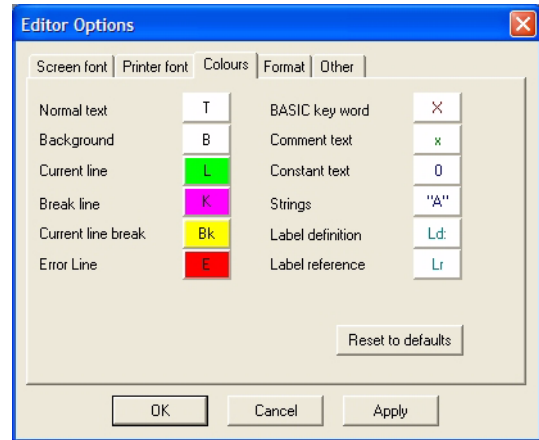 Editor Options
Screen font Printer font Colours Format Other
Normal text T BASIC key word X
Background B Comment text x
Current line L Constant text 0
Break line K Strings "A"
Current line break Bk Label definition Ld:
Error Line E Label reference Lr
Reset to defaults
OK Cancel Apply